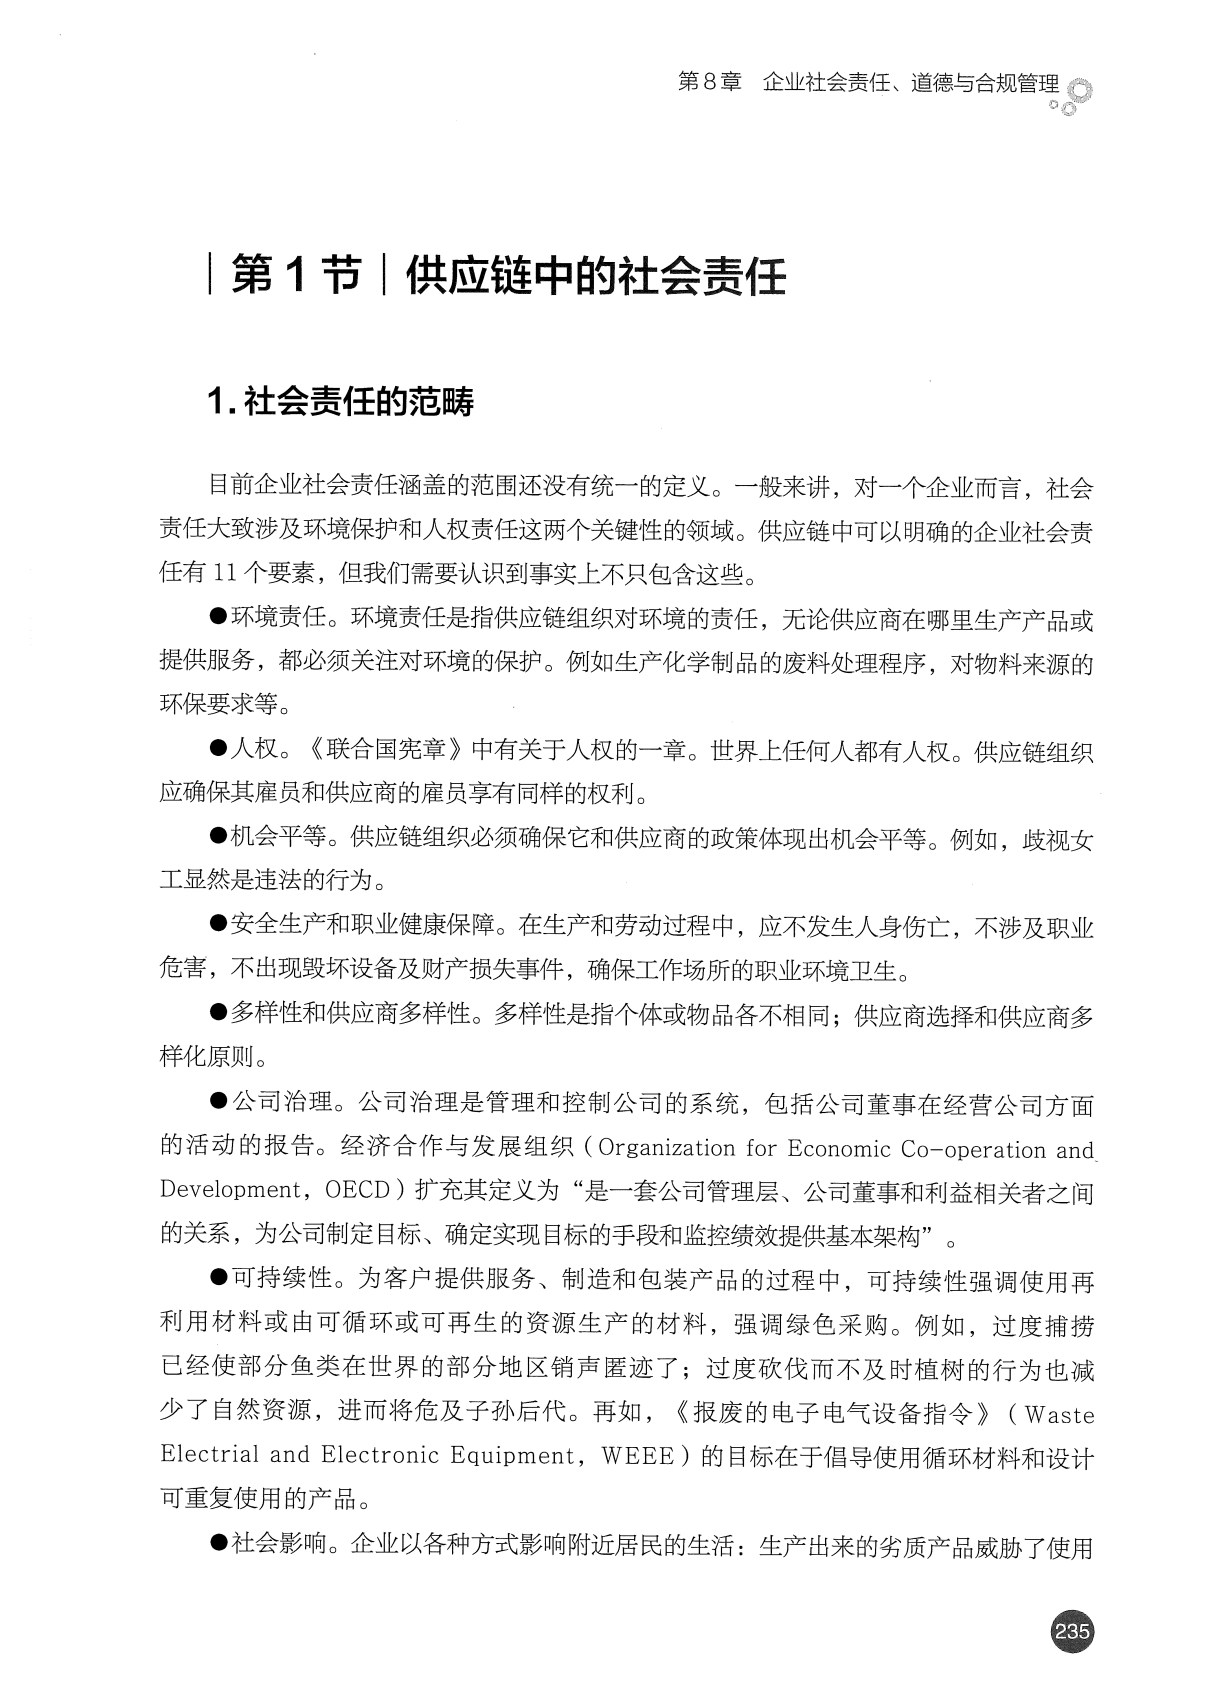 第8章 企业社会责任、道德与合规管理
第 1 节 供应链中的社会责任
1. 社会责任的范畴
目前企业社会责任涵盖的范围还没有统一的定义。一般来讲，对一个企业而言，社会
责任大致涉及环境保护和人权责任这两个关键性的领域。供应链中可以明确的企业社会责
任有 11 个要素，但我们需要认识到事实上不只包含这些。
●环境责任。环境责任是指供应链组织对环境的责任，无论供应商在哪里生产产品或
提供服务，都必须关注对环境的保护。例如生产化学制品的废料处理程序，对物料来源的
环保要求等。
●人权。《联合国宪章》中有关于人权的一章。世界上任何人都有人权。供应链组织
应确保其雇员和供应商的雇员享有同样的权利。
●机会平等。供应链组织必须确保它和供应商的政策体现出机会平等。例如，歧视女
工显然是违法的行为。
●安全生产和职业健康保障。在生产和劳动过程中，应不发生人身伤亡，不涉及职业
危害，不出现毁坏设备及财产损失事件，确保工作场所的职业环境卫生。
●多样性和供应商多样性。多样性是指个体或物品各不相同；供应商选择和供应商多
样化原则。
●公司治理。公司治理是管理和控制公司的系统，包括公司董事在经营公司方面
的活动的报告。经济合作与发展组织（Organization for Economic Co-operation and
Development，OECD）扩充其定义为“是一套公司管理层、公司董事和利益相关者之间
的关系，为公司制定目标、确定实现目标的手段和监控绩效提供基本架构”。
●可持续性。为客户提供服务、制造和包装产品的过程中，可持续性强调使用再
利用材料或由可循环或可再生的资源生产的材料，强调绿色采购。例如，过度捕捞
已经使部分鱼类在世界的部分地区销声匿迹了；过度砍伐而不及时植树的行为也减
少了自然资源，进而将危及子孙后代。再如，《报废的电子电气设备指令》（Waste
Electrial and Electronic Equipment，WEEE）的目标在于倡导使用循环材料和设计
可重复使用的产品。
●社会影响。企业以各种方式影响附近居民的生活：生产出来的劣质产品威胁了使用
235